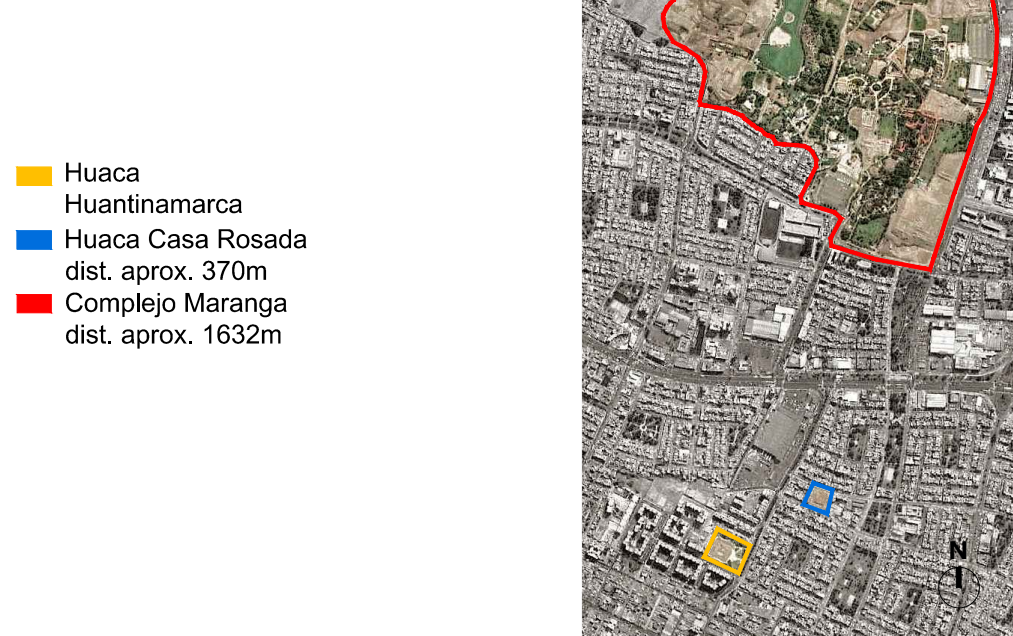 Huaca
Huantinamarca
Huaca Casa Rosada
dist. aprox. 370m
Complejo Maranga
dist. aprox. 1632m
N